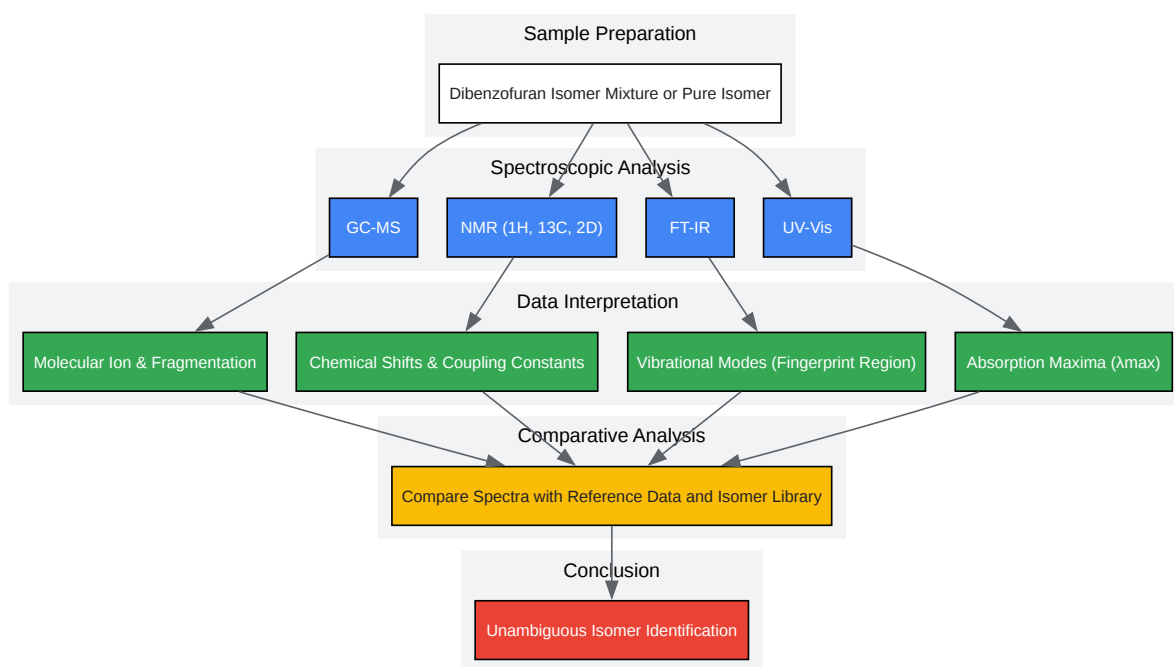 Sample Preparation
Dibenzofuran Isomer Mixture or Pure Isomer
Spectroscopic Analysis
GC-MS
NMR (1H, 13C, 2D)
FT-IR
UV-Vis
Data Interpretation
Molecular Ion & Fragmentation
Chemical Shifts & Coupling Constants
Vibrational Modes (Fingerprint Region)
Absorption Maxima (λmax)
Comparative Analysis
Compare Spectra with Reference Data and Isomer Library
Conclusion
Unambiguous Isomer Identification